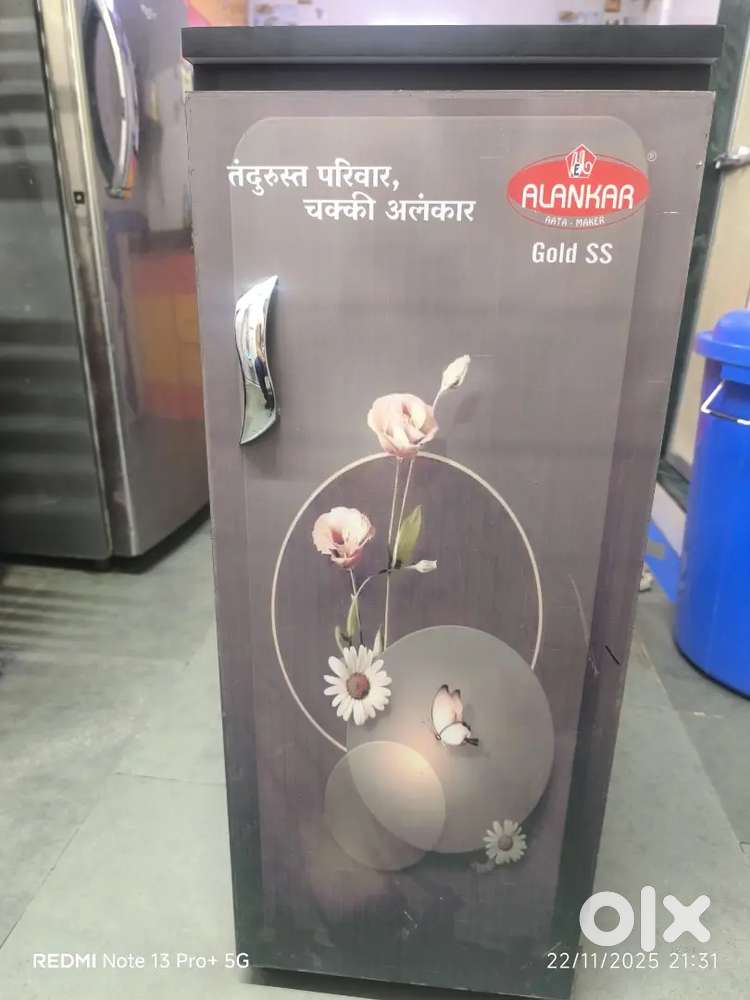 तंदुरुस्त परिवार,
चक्की अलंकार
ALANKAR
®
AATA - MAKER
Gold SS
olx
REDMI Note 13 Pro+ 5G
22/11/2025 21:31